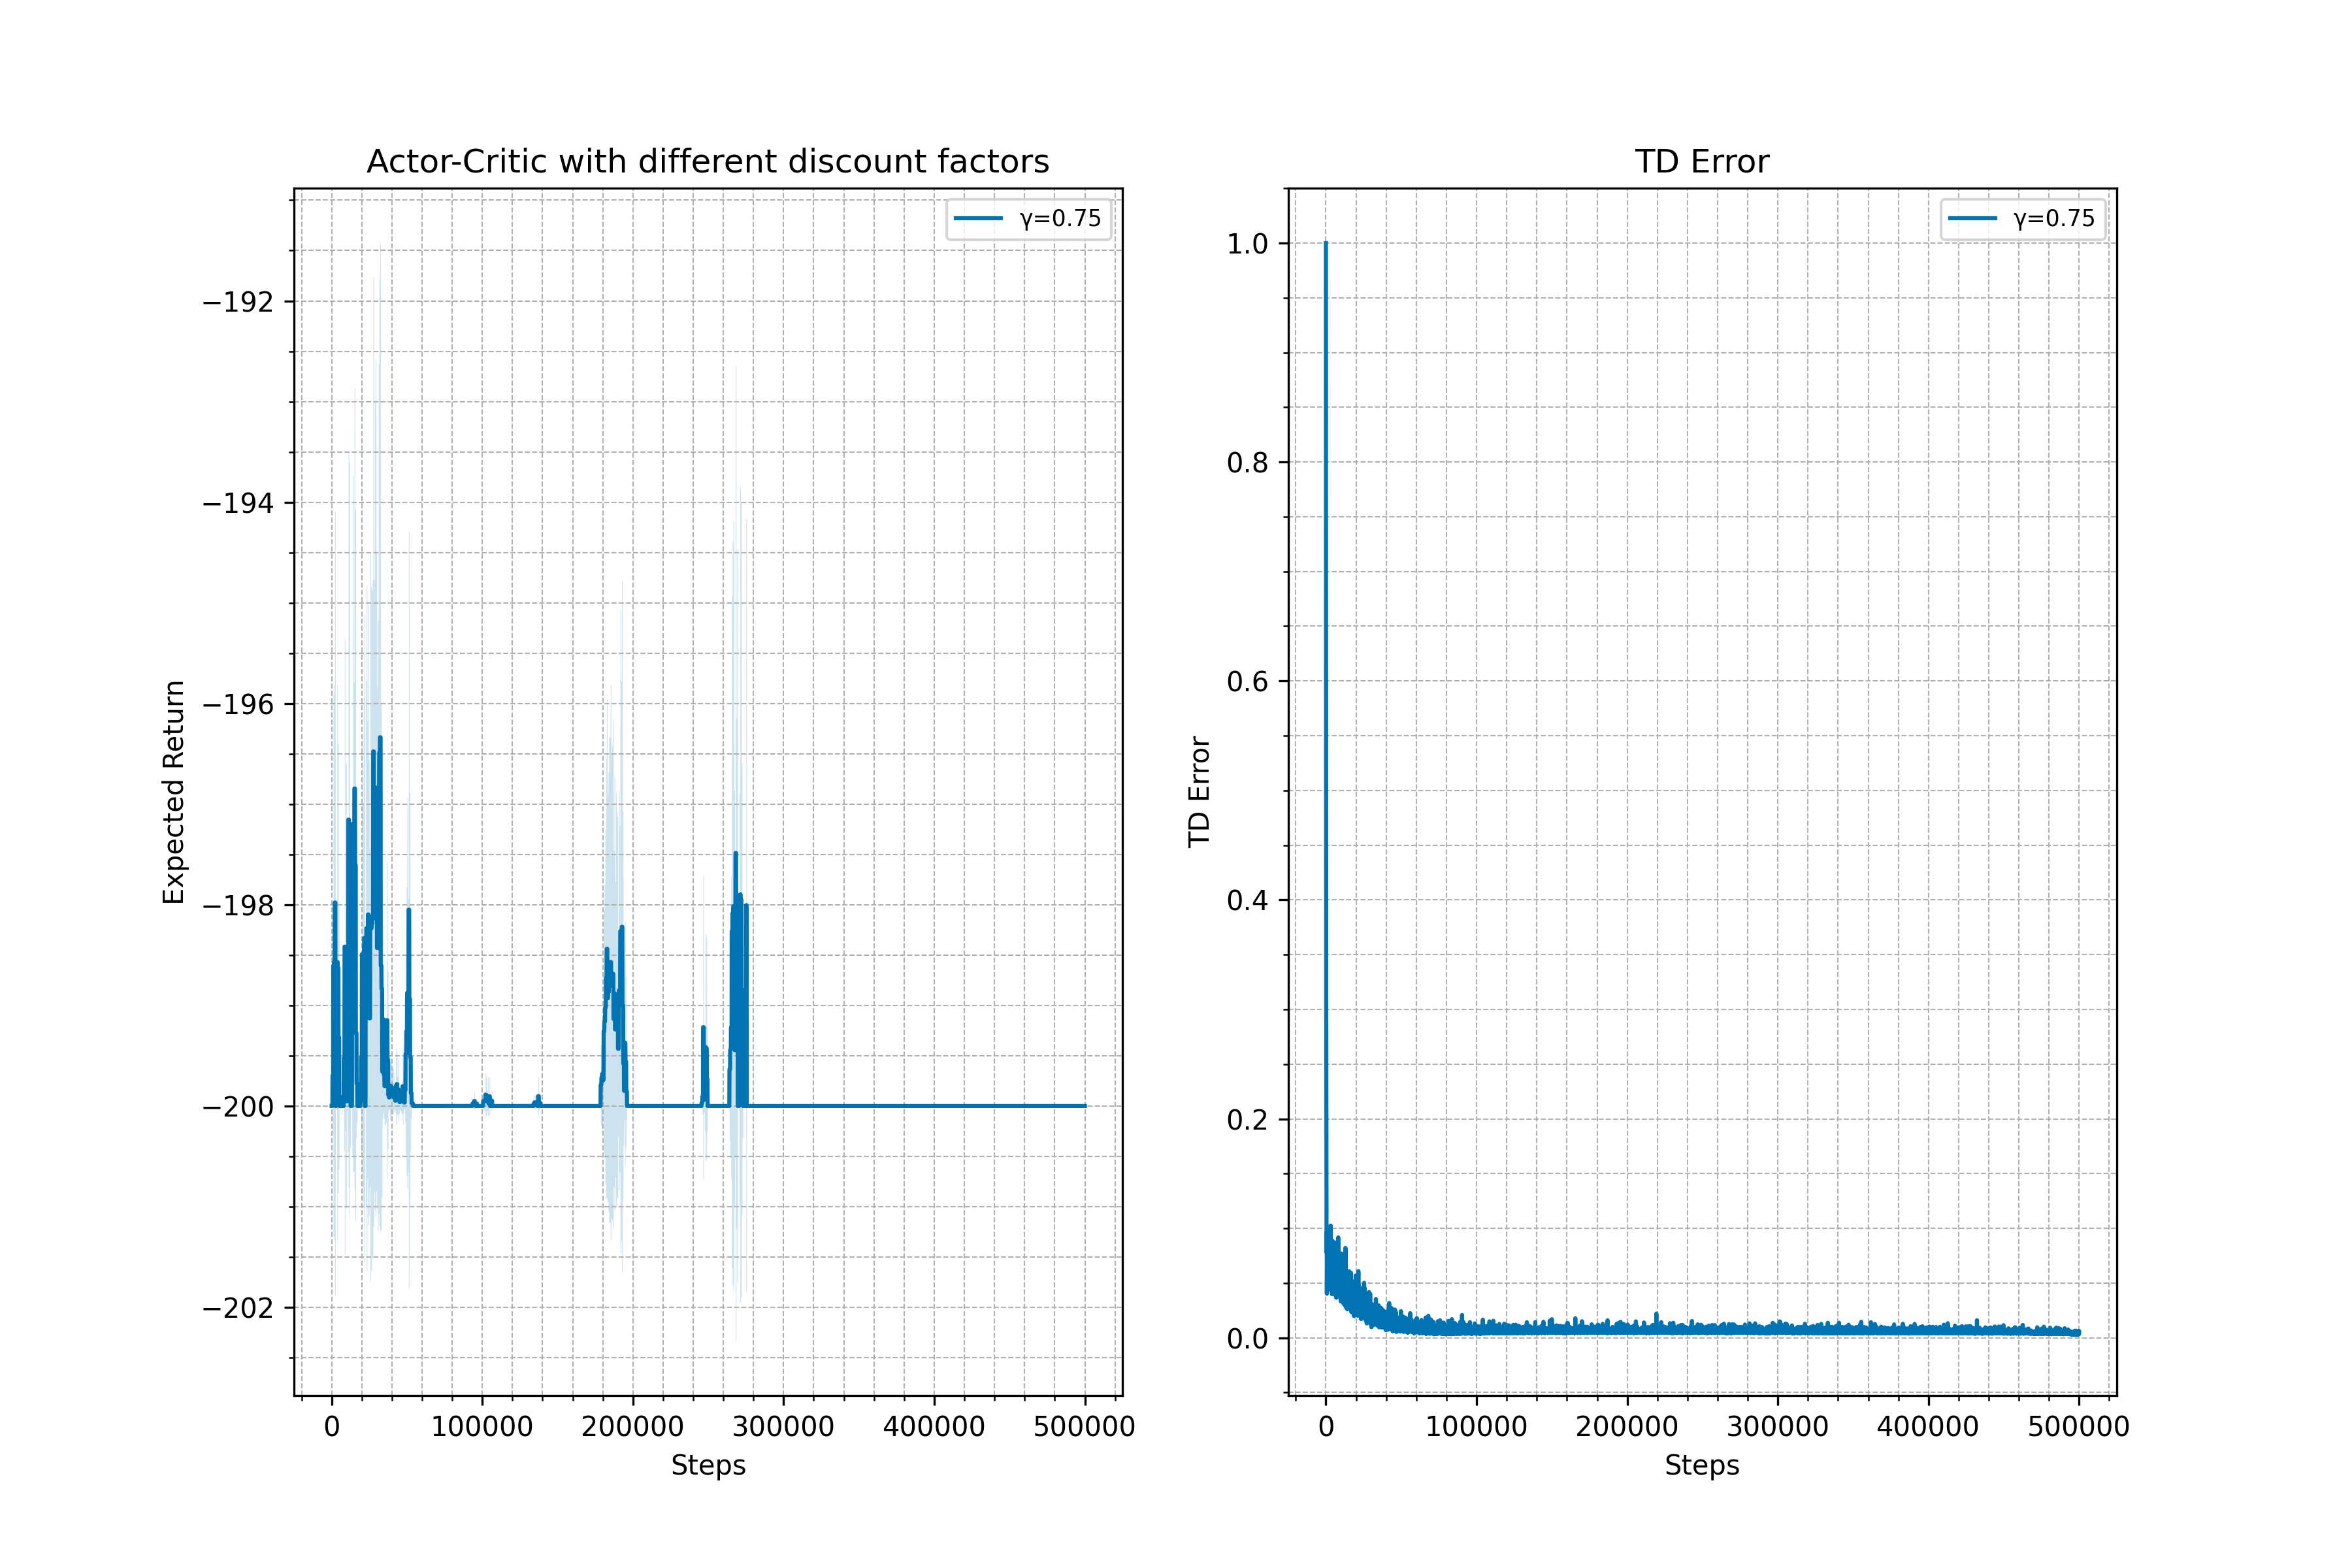 Actor-Critic with different discount factors
γ=0.75
−192
−194
−196
−198
−200
−202
Expected Return
0 100000 200000 300000 400000 500000
Steps
TD Error
γ=0.75
1.0
0.8
0.6
0.4
0.2
0.0
TD Error
0 100000 200000 300000 400000 500000
Steps